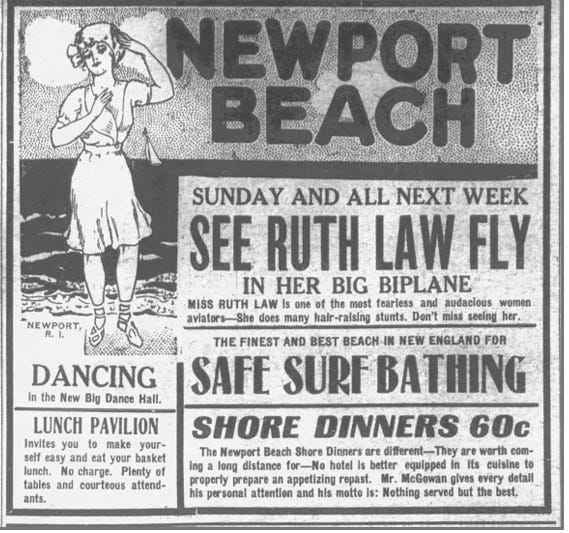 NEWPORT
BEACH
SUNDAY AND ALL NEXT WEEK
SEE RUTH LAW FLY
IN HER BIG BIPLANE
MISS RUTH LAW is one of the most fearless and audacious women
aviators—She does many hair-raising stunts. Don't miss seeing her.
THE FINEST AND BEST BEACH IN NEW ENGLAND FOR
SAFE SURF BATHING
SHORE DINNERS 60c
The Newport Beach Shore Dinners are different—They are worth com-
ing a long distance for—No hotel is better equipped in its cuisine to
properly prepare an appetizing repast. Mr. McGowan gives every detail
his personal attention and his motto is: Nothing served but the best.
NEWPORT,
R. I.
DANCING
in the New Big Dance Hall.
LUNCH PAVILION
Invites you to make your-
self easy and eat your basket
lunch. No charge. Plenty of
tables and courteous attend-
ants.